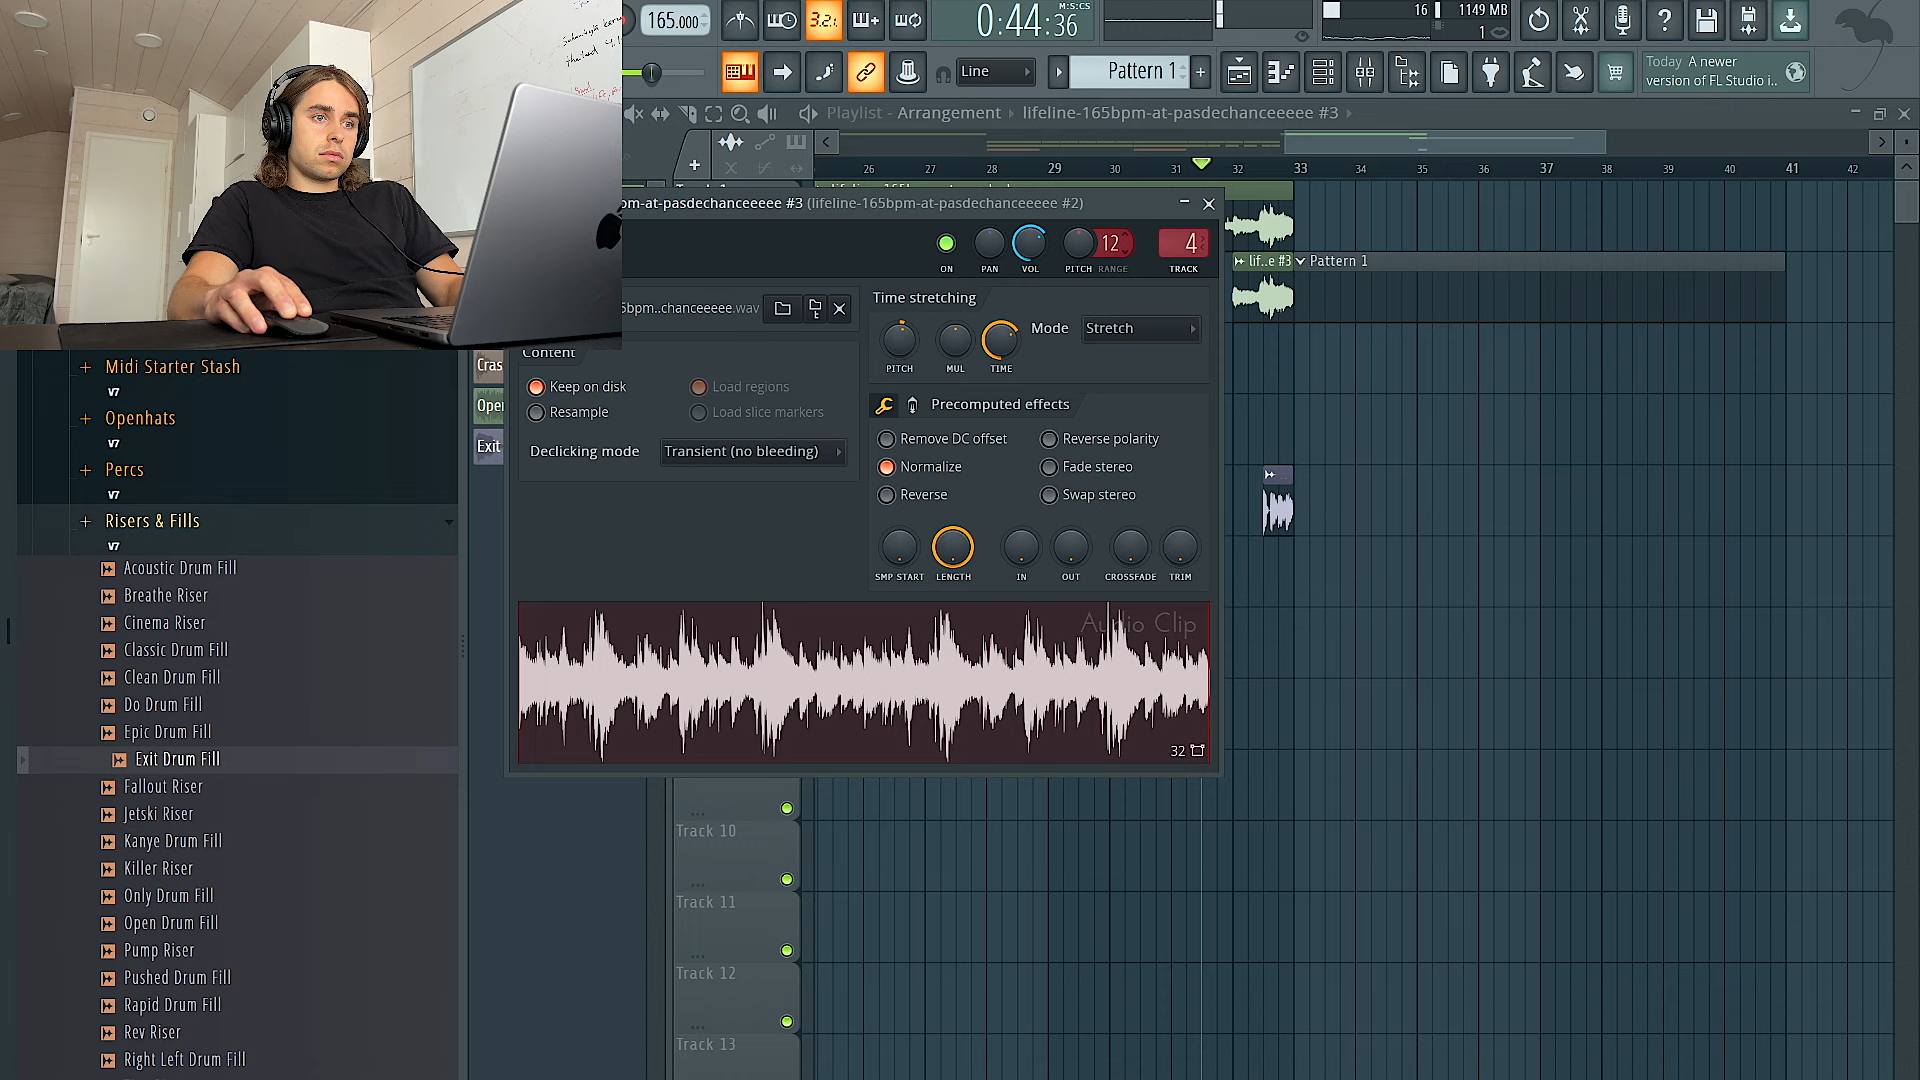 165.000
3.2.
0:44:36
M:S:CS
16
1149 MB
1
Line
Pattern 1
+
Today A newer
version of FL Studio i..
Playlist - Arrangement > lifeline-165bpm-at-pasdechanceeeee #3
26 27 28 29 30 31 32 33 34 35 36 37 38 39 40 41 42
pm-at-pasdechanceeeee #3 (lifeline-165bpm-at-pasdechanceeeee #2)
lif..e #3
Pattern 1
12
4
ON
PAN
VOL
PITCH
RANGE
TRACK
5bpm..chanceeeee.wav
Time stretching
Mode
Stretch
PITCH
MUL
TIME
Content
Keep on disk
Load regions
Resample
Load slice markers
Declicking mode
Transient (no bleeding)
Precomputed effects
Remove DC offset
Reverse polarity
Normalize
Fade stereo
Reverse
Swap stereo
SMP START
LENGTH
IN
OUT
CROSSFADE
TRIM
Audio Clip
32
Cras
Ope
Exit
+ Midi Starter Stash
V7
+ Openhats
V7
+ Percs
V7
+ Risers & Fills
V7
Acoustic Drum Fill
Breathe Riser
Cinema Riser
Classic Drum Fill
Clean Drum Fill
Do Drum Fill
Epic Drum Fill
Exit Drum Fill
Fallout Riser
Jetski Riser
Kanye Drum Fill
Killer Riser
Only Drum Fill
Open Drum Fill
Pump Riser
Pushed Drum Fill
Rapid Drum Fill
Rev Riser
Right Left Drum Fill
Track 10
Track 11
Track 12
Track 13